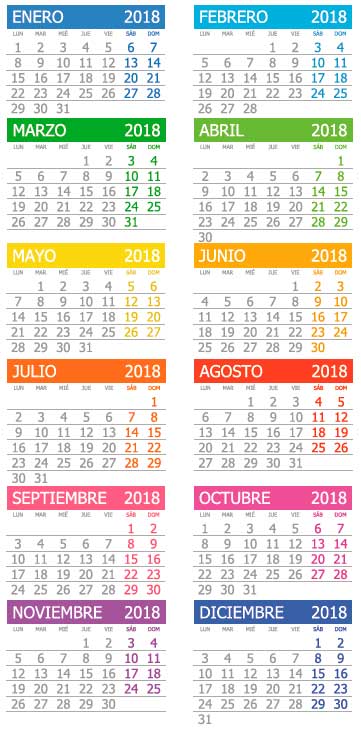 ENERO 2018
LUN MAR MIÉ JUE VIE SÁB DOM
1 2 3 4 5 6 7
8 9 10 11 12 13 14
15 16 17 18 19 20 21
22 23 24 25 26 27 28
29 30 31
FEBRERO 2018
LUN MAR MIÉ JUE VIE SÁB DOM
1 2 3 4
5 6 7 8 9 10 11
12 13 14 15 16 17 18
19 20 21 22 23 24 25
26 27 28
MARZO 2018
LUN MAR MIÉ JUE VIE SÁB DOM
1 2 3 4
5 6 7 8 9 10 11
12 13 14 15 16 17 18
19 20 21 22 23 24 25
26 27 28 29 30 31
ABRIL 2018
LUN MAR MIÉ JUE VIE SÁB DOM
1
2 3 4 5 6 7 8
9 10 11 12 13 14 15
16 17 18 19 20 21 22
23 24 25 26 27 28 29
30
MAYO 2018
LUN MAR MIÉ JUE VIE SÁB DOM
1 2 3 4 5 6
7 8 9 10 11 12 13
14 15 16 17 18 19 20
21 22 23 24 25 26 27
28 29 30 31
JUNIO 2018
LUN MAR MIÉ JUE VIE SÁB DOM
1 2 3
4 5 6 7 8 9 10
11 12 13 14 15 16 17
18 19 20 21 22 23 24
25 26 27 28 29 30
JULIO 2018
LUN MAR MIÉ JUE VIE SÁB DOM
1
2 3 4 5 6 7 8
9 10 11 12 13 14 15
16 17 18 19 20 21 22
23 24 25 26 27 28 29
30 31
AGOSTO 2018
LUN MAR MIÉ JUE VIE SÁB DOM
1 2 3 4 5
6 7 8 9 10 11 12
13 14 15 16 17 18 19
20 21 22 23 24 25 26
27 28 29 30 31
SEPTIEMBRE 2018
LUN MAR MIÉ JUE VIE SÁB DOM
1 2
3 4 5 6 7 8 9
10 11 12 13 14 15 16
17 18 19 20 21 22 23
24 25 26 27 28 29 30
OCTUBRE 2018
LUN MAR MIÉ JUE VIE SÁB DOM
1 2 3 4 5 6 7
8 9 10 11 12 13 14
15 16 17 18 19 20 21
22 23 24 25 26 27 28
29 30 31
NOVIEMBRE 2018
LUN MAR MIÉ JUE VIE SÁB DOM
1 2 3 4
5 6 7 8 9 10 11
12 13 14 15 16 17 18
19 20 21 22 23 24 25
26 27 28 29 30
DICIEMBRE 2018
LUN MAR MIÉ JUE VIE SÁB DOM
1 2
3 4 5 6 7 8 9
10 11 12 13 14 15 16
17 18 19 20 21 22 23
24 25 26 27 28 29 30
31